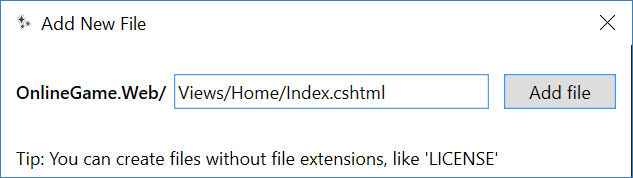 Add New File
OnlineGame.Web/ Views/Home/Index.cshtml Add file
Tip: You can create files without file extensions, like 'LICENSE'